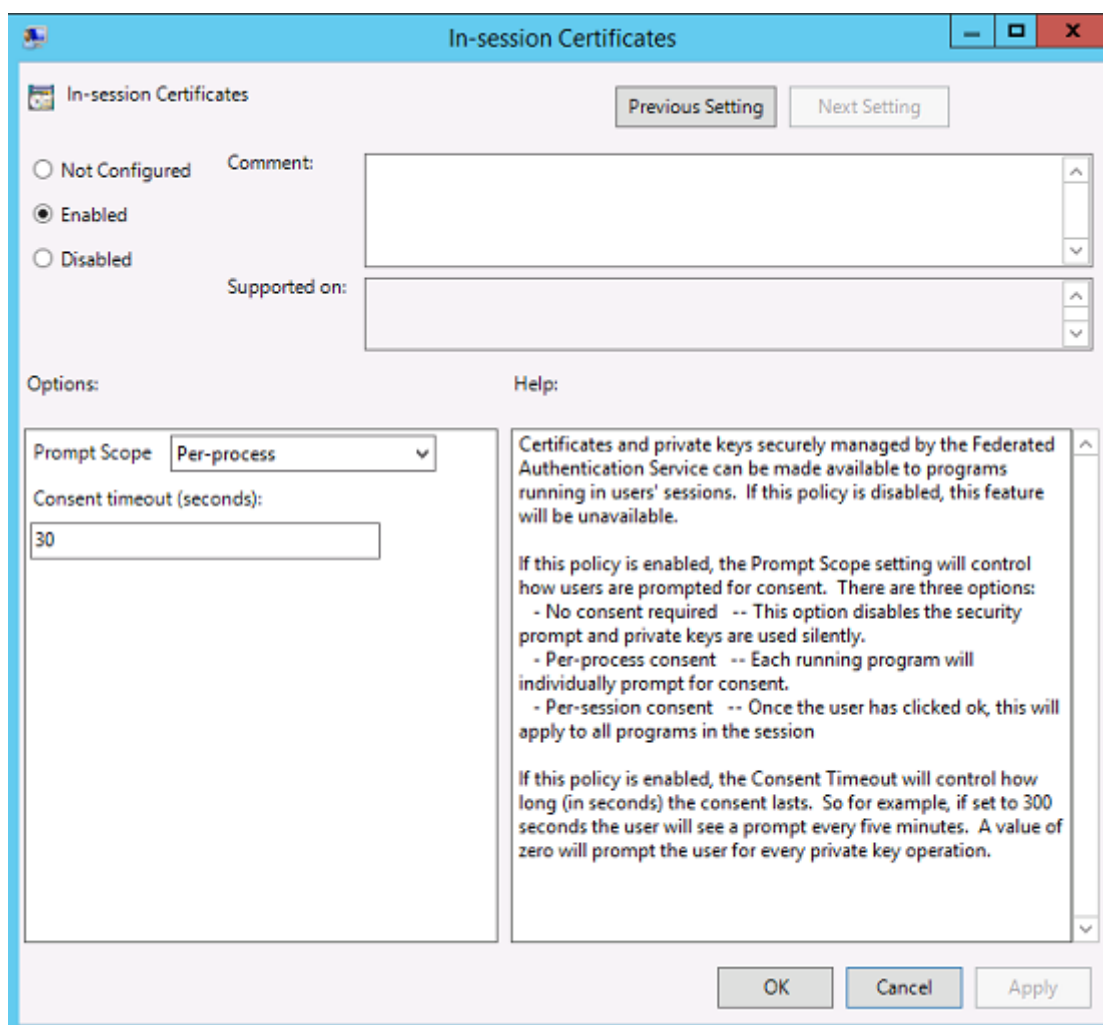 In-session Certificates
In-session Certificates
Previous Setting
Next Setting
Not Configured
Comment:
Enabled
Disabled
Supported on:
Options:
Help:
Prompt Scope
Per-process
Consent timeout (seconds):
30
Certificates and private keys securely managed by the Federated
Authentication Service can be made available to programs
running in users' sessions. If this policy is disabled, this feature
will be unavailable.
If this policy is enabled, the Prompt Scope setting will control
how users are prompted for consent. There are three options:
- No consent required -- This option disables the security
prompt and private keys are used silently.
- Per-process consent -- Each running program will
individually prompt for consent.
- Per-session consent -- Once the user has clicked ok, this will
apply to all programs in the session
If this policy is enabled, the Consent Timeout will control how
long (in seconds) the consent lasts. So for example, if set to 300
seconds the user will see a prompt every five minutes. A value of
zero will prompt the user for every private key operation.
OK
Cancel
Apply